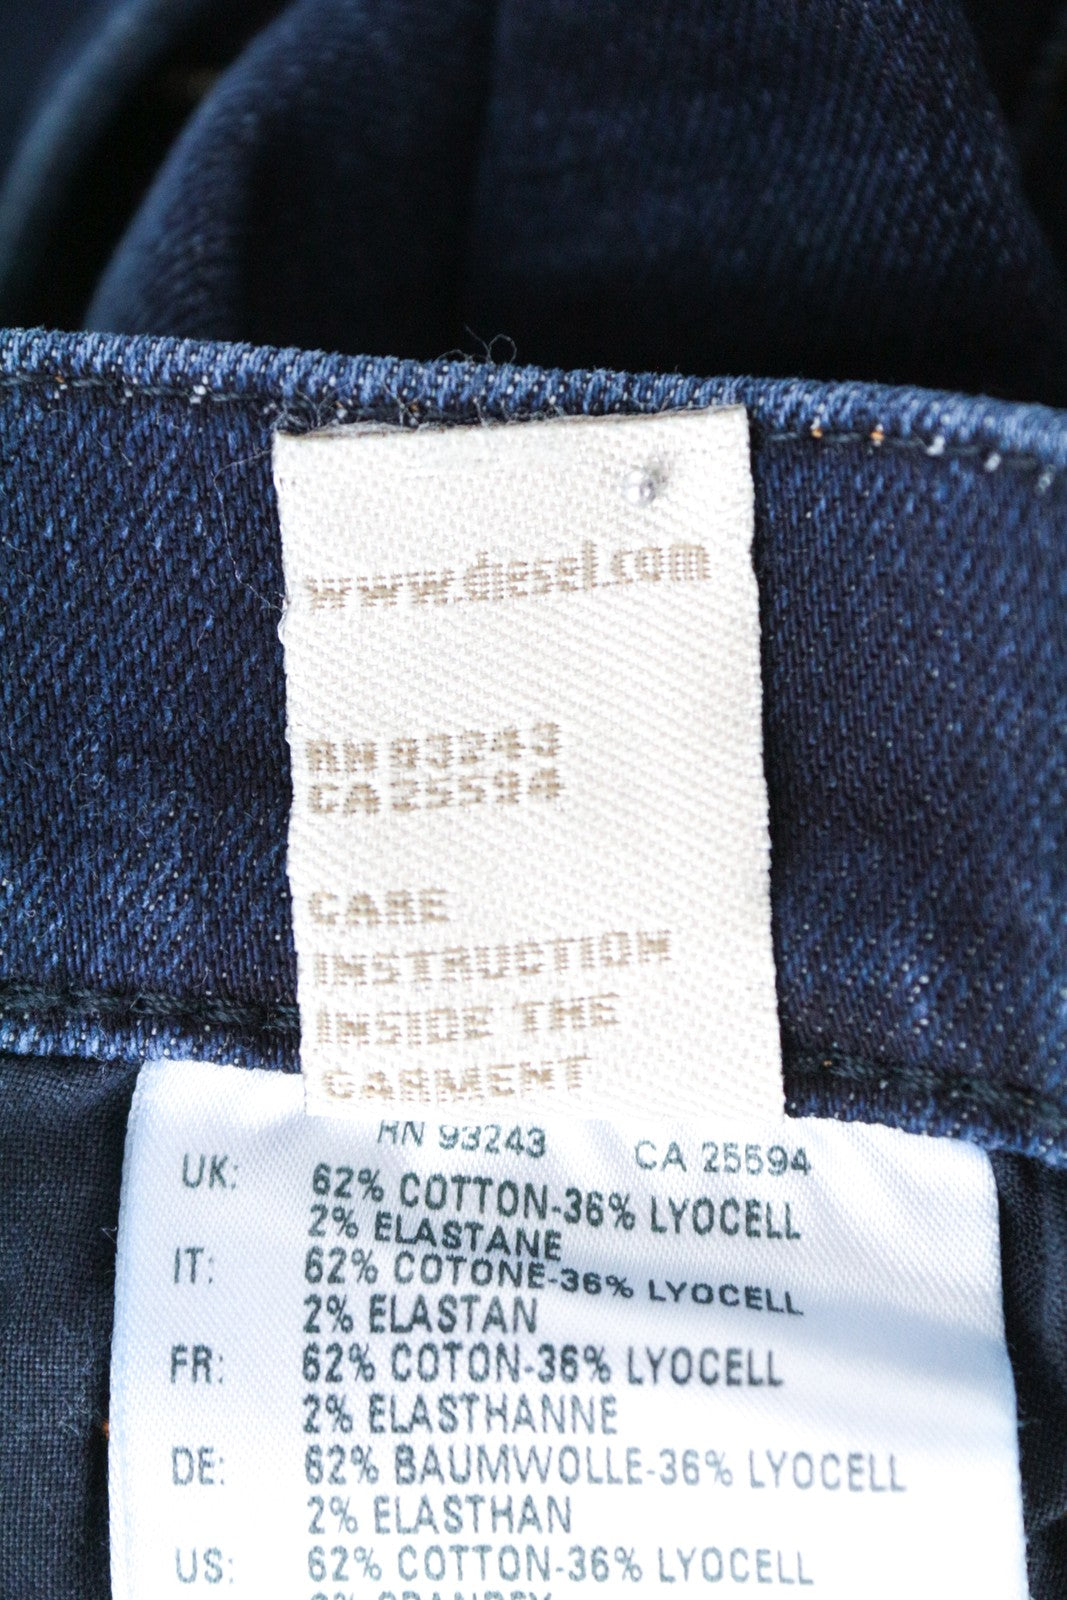 www.diesel.com
RN 93243
CA 25594
CARE
INSTRUCTION
INSIDE THE
GARMENT
RN 93243 CA 25594
UK: 62% COTTON-36% LYOCELL
2% ELASTANE
IT: 62% COTONE-36% LYOCELL
2% ELASTAN
FR: 62% COTON-36% LYOCELL
2% ELASTHANNE
DE: 62% BAUMWOLLE-36% LYOCELL
2% ELASTHAN
US: 62% COTTON-36% LYOCELL
2% SPANDEX